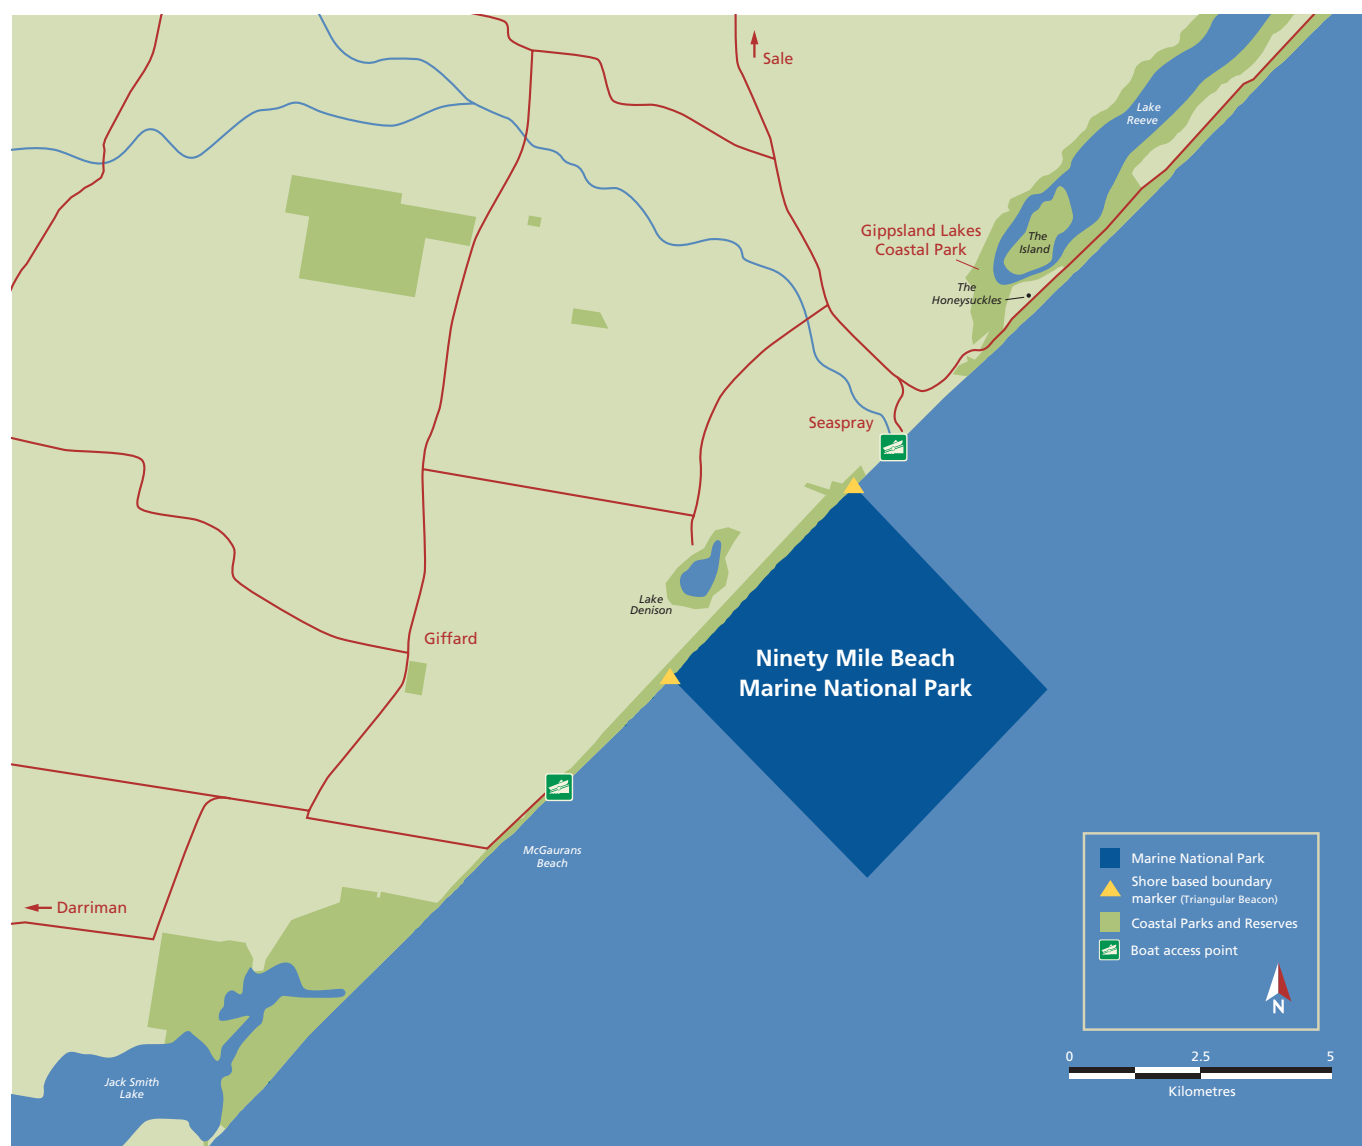 Sale
Lake
Reeve
Gippsland Lakes
Coastal Park
The
Island
The
Honeysuckles
Seaspray
Lake
Denison
Giffard
Ninety Mile Beach
Marine National Park
McGaurans
Beach
Darriman
Jack Smith
Lake
Marine National Park
Shore based boundary
marker (Triangular Beacon)
Coastal Parks and Reserves
Boat access point
N
0 2.5 5
Kilometres